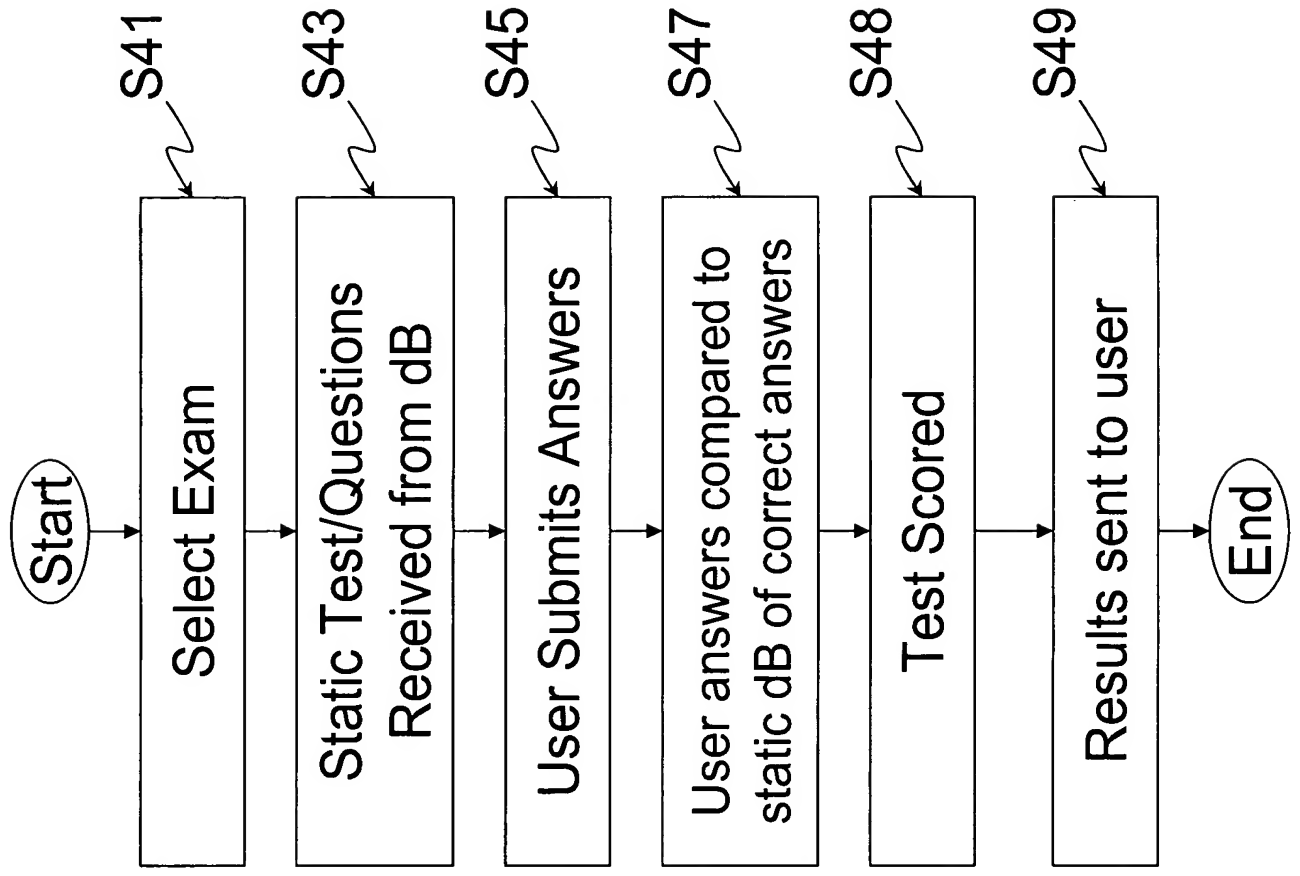 Start
Select Exam
S41
Static Test/Questions
Received from dB
S43
User Submits Answers
S45
User answers compared to
static dB of correct answers
S47
Test Scored
S48
Results sent to user
S49
End